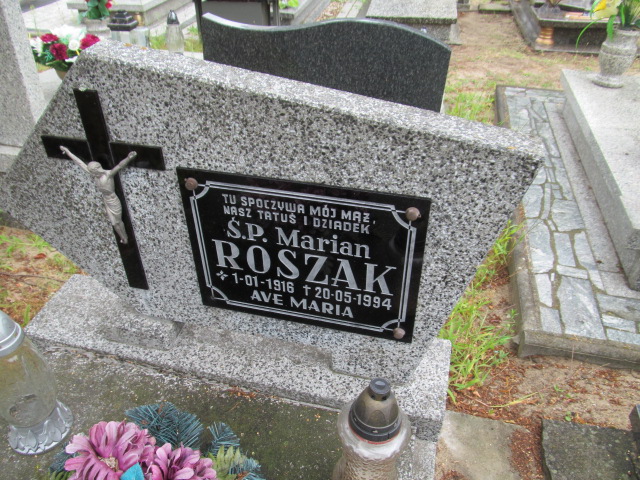 TU SPOCZYWA MÓJ MĄŻ,
NASZ TATUŚ I DZIADEK
Ś.P. Marian
ROSZAK
* 1-01-1916 † 20-05-1994
AVE MARIA